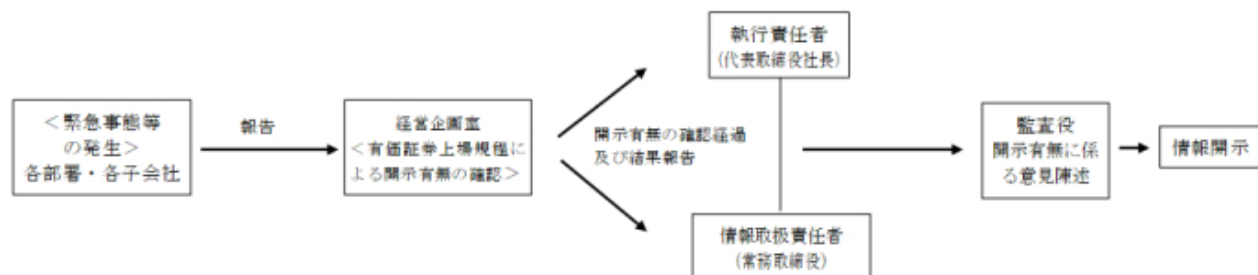 ＜緊急事態等
の発生＞
各部署・各子会社
報告
経営企画室
＜有価証券上場規程に
よる開示有無の確認＞
開示有無の確認経過
及び結果報告
執行責任者
(代表取締役社長)
情報取扱責任者
(常務取締役)
監査役
開示有無に係
る意見陳述
情報開示